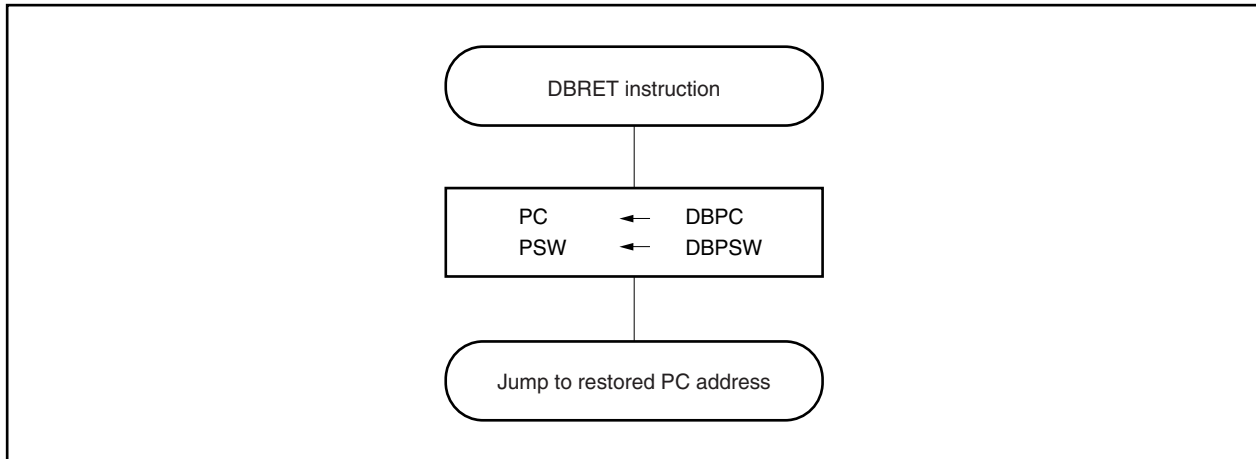 DBRET instruction
PC ← DBPC
PSW ← DBPSW
Jump to restored PC address